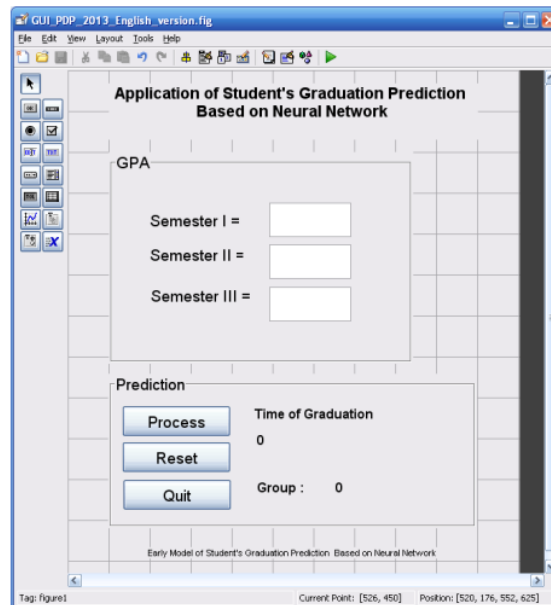 GUI_PDP_2013_English_version.fig
File Edit View Layout Tools Help
Application of Student's Graduation Prediction
Based on Neural Network
GPA
Semester I =
Semester II =
Semester III =
Prediction
Process
Time of Graduation
0
Reset
Quit
Group : 0
Early Model of Student's Graduation Prediction Based on Neural Network
Tag: figure1 Current Point: [526, 450] Position: [520, 176, 552, 625]